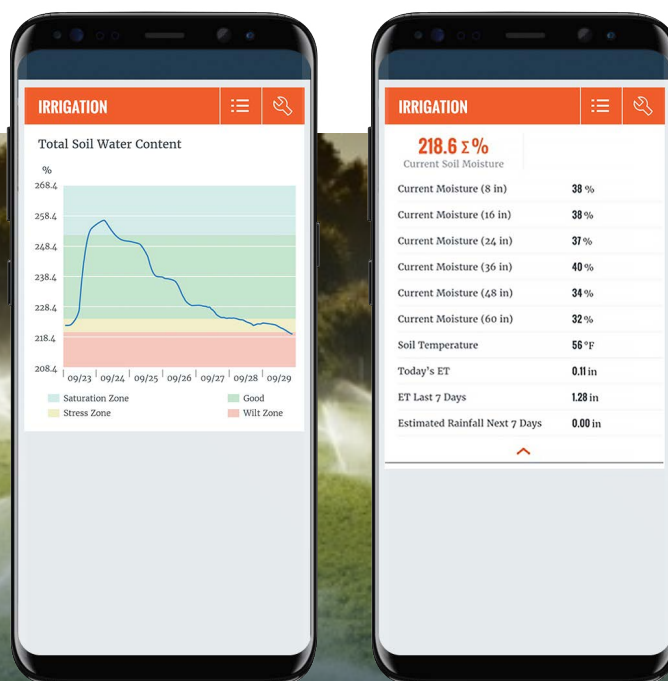 IRRIGATION
Total Soil Water Content
%
268.4
258.4
248.4
238.4
228.4
218.4
208.4
09/23 09/24 09/25 09/26 09/27 09/28 09/29
Saturation Zone Good
Stress Zone Wilt Zone
IRRIGATION
218.6 Σ%
Current Soil Moisture
Current Moisture (8 in) 38 %
Current Moisture (16 in) 38 %
Current Moisture (24 in) 37 %
Current Moisture (36 in) 40 %
Current Moisture (48 in) 34 %
Current Moisture (60 in) 32 %
Soil Temperature 56 °F
Today's ET 0.11 in
ET Last 7 Days 1.28 in
Estimated Rainfall Next 7 Days 0.00 in